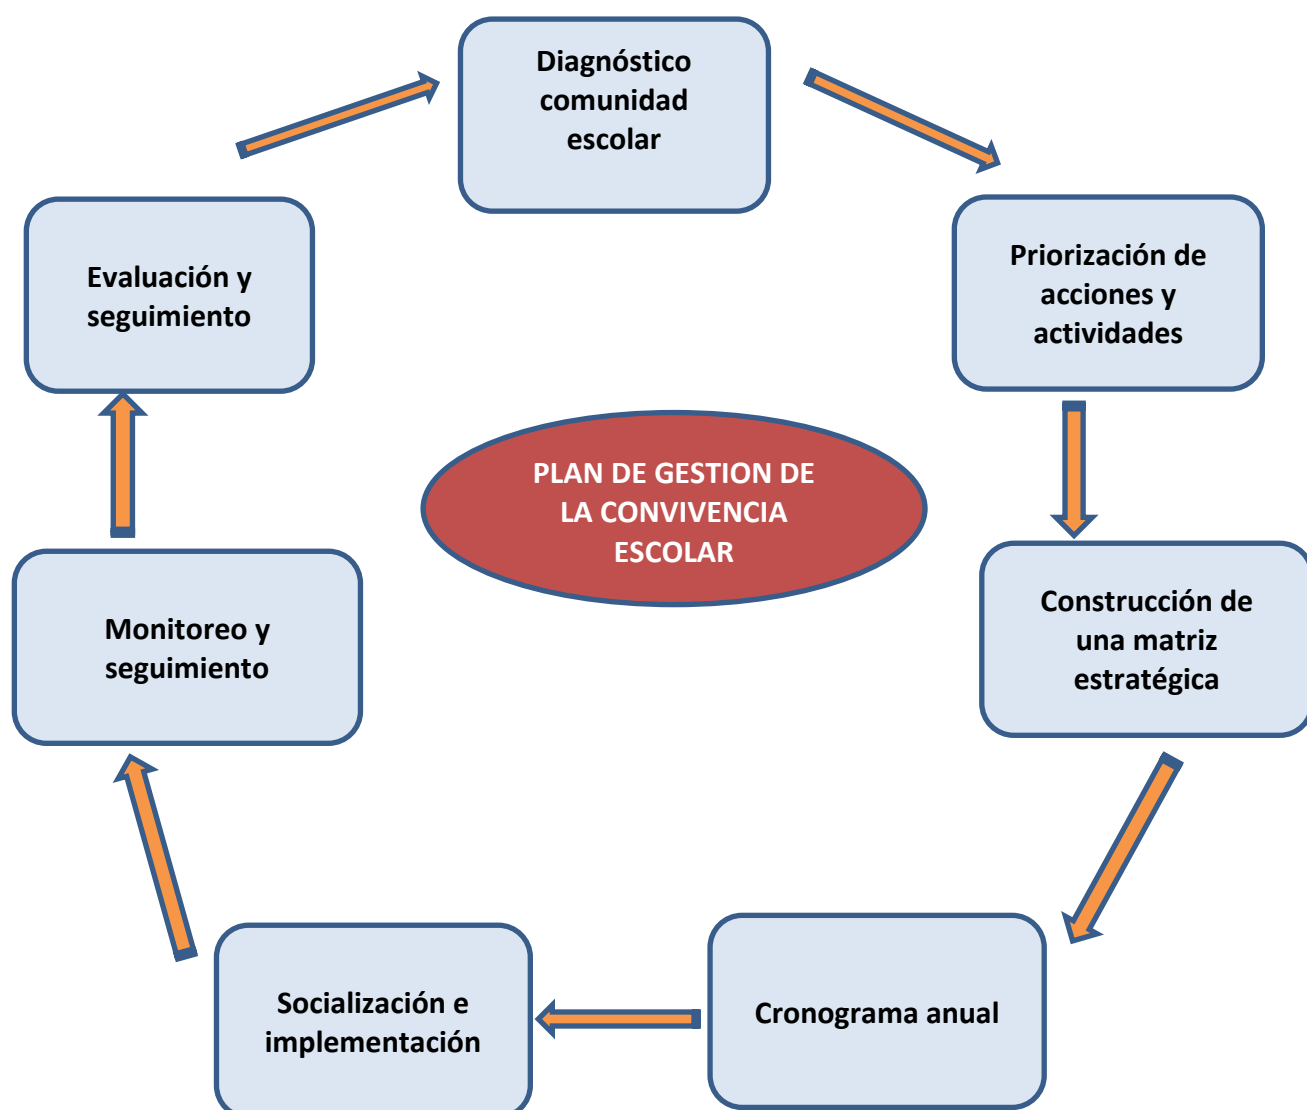 Diagnóstico
comunidad
escolar
Priorización de
acciones y
actividades
Construcción de
una matriz
estratégica
Cronograma anual
Socialización e
implementación
Monitoreo y
seguimiento
Evaluación y
seguimiento
PLAN DE GESTION DE
LA CONVIVENCIA
ESCOLAR